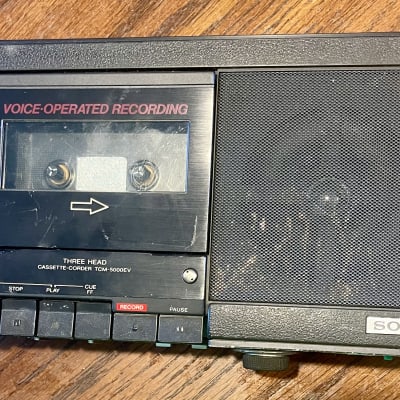 VOICE-OPERATED RECORDING
THREE HEAD
CASSETTE-CORDER TCM-5000EV
STOP PLAY CUE FF RECORD PAUSE
SO